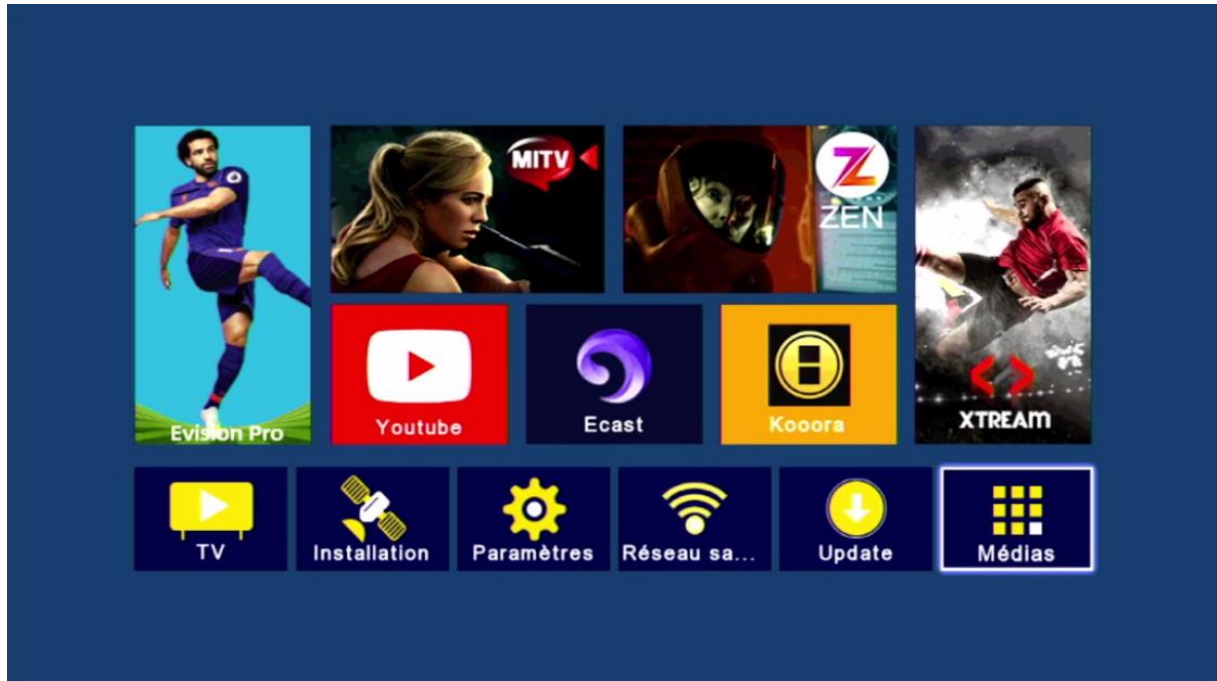 MITV
ZEN
Evision Pro
Youtube
Ecast
Kooora
XTREAM
TV
Installation
Paramètres
Réseau sa...
Update
Médias